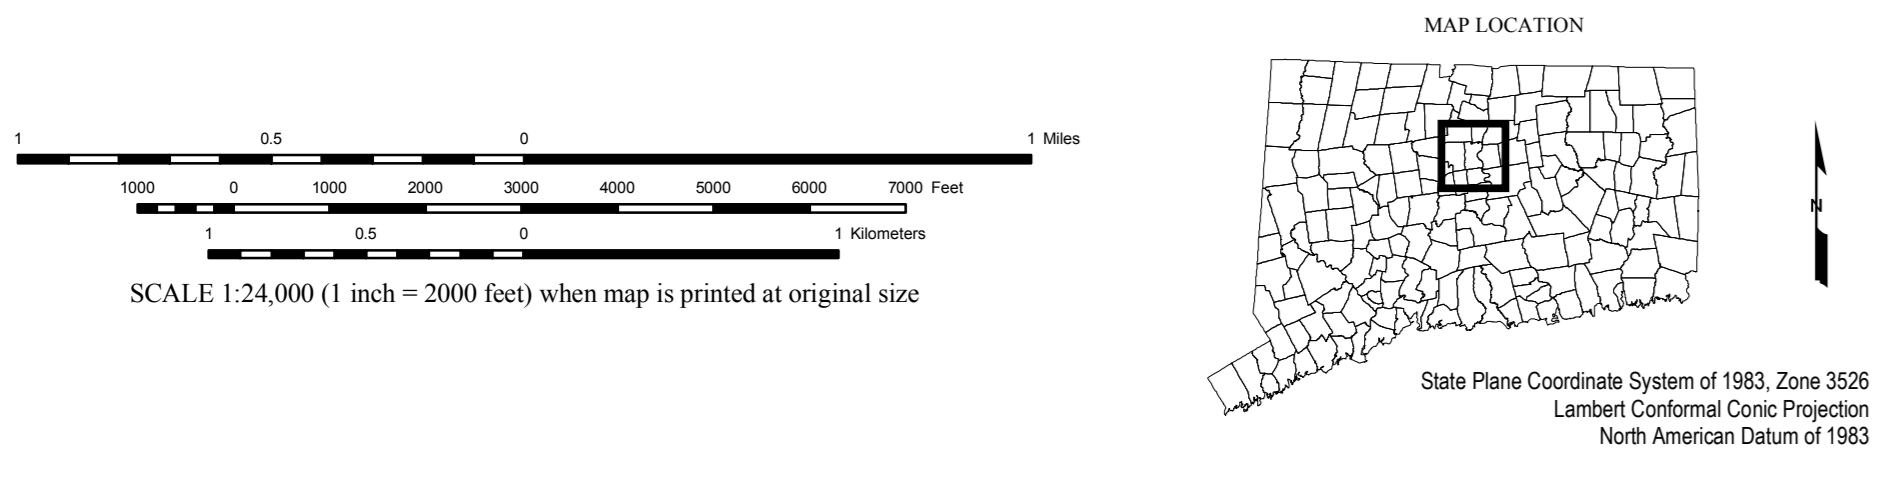 MAP LOCATION
1 0.5 0 1 Miles
1000 0 1000 2000 3000 4000 5000 6000 7000 Feet
1 0.5 0 1 Kilometers
SCALE 1:24,000 (1 inch = 2000 feet) when map is printed at original size
N
State Plane Coordinate System of 1983, Zone 3526
Lambert Conformal Conic Projection
North American Datum of 1983